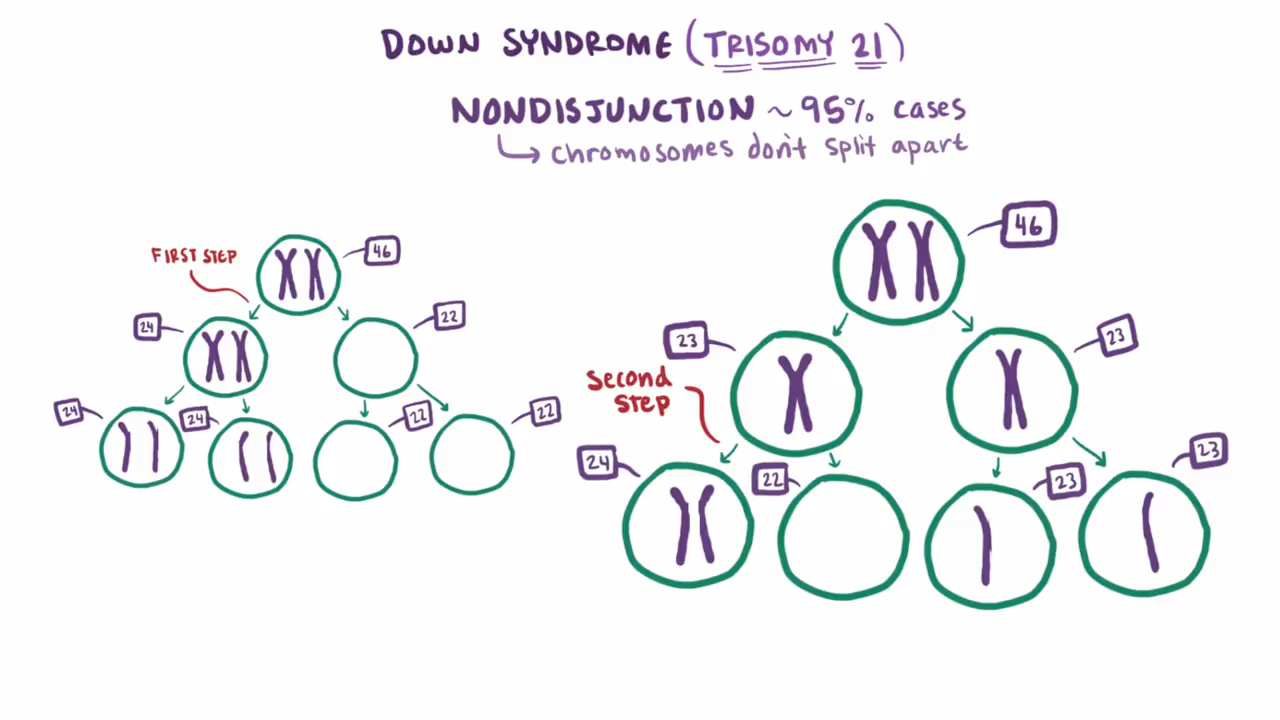 DOWN SYNDROME (TRISOMY 21)
NONDISJUNCTION ~ 95% cases
chromosomes don't split apart
FIRST STEP
46
24
22
24
24
22
22
46
23
23
Second
step
24
22
23
23